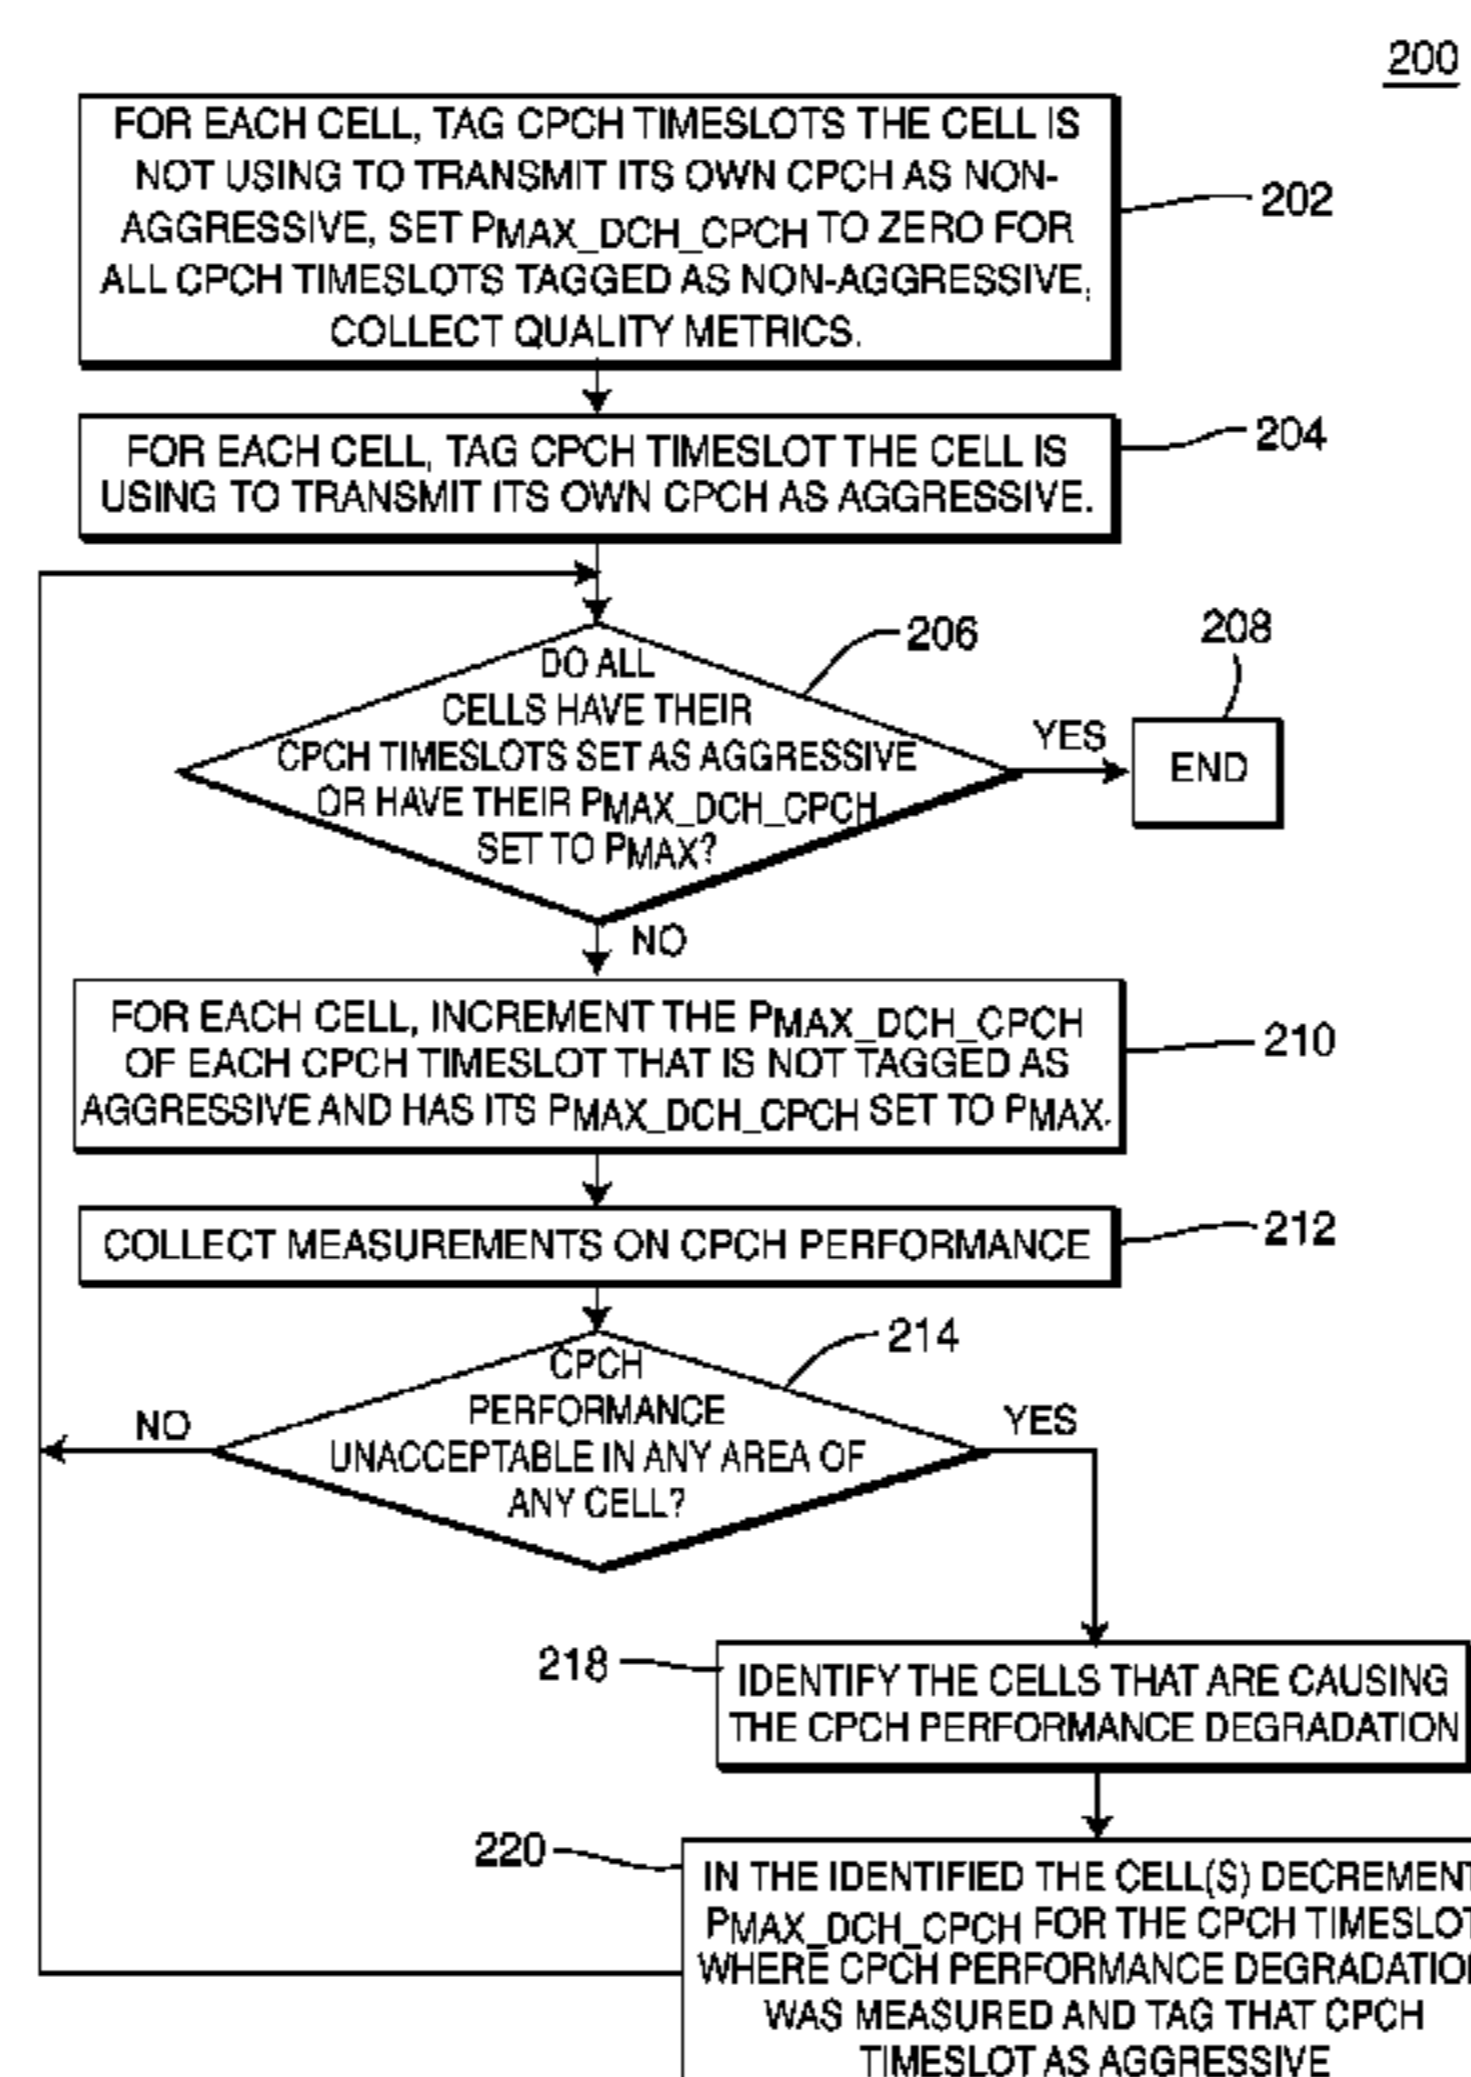 200
FOR EACH CELL, TAG CPCH TIMESLOTS THE CELL IS
NOT USING TO TRANSMIT ITS OWN CPCH AS NON-
AGGRESSIVE, SET PMAX_DCH_CPCH TO ZERO FOR
ALL CPCH TIMESLOTS TAGGED AS NON-AGGRESSIVE,
COLLECT QUALITY METRICS.
202
FOR EACH CELL, TAG CPCH TIMESLOT THE CELL IS
USING TO TRANSMIT ITS OWN CPCH AS AGGRESSIVE.
204
DO ALL
CELLS HAVE THEIR
CPCH TIMESLOTS SET AS AGGRESSIVE
OR HAVE THEIR PMAX_DCH_CPCH
SET TO PMAX?
206
YES
208
END
NO
FOR EACH CELL, INCREMENT THE PMAX_DCH_CPCH
OF EACH CPCH TIMESLOT THAT IS NOT TAGGED AS
AGGRESSIVE AND HAS ITS PMAX_DCH_CPCH SET TO PMAX.
210
COLLECT MEASUREMENTS ON CPCH PERFORMANCE
212
CPCH
PERFORMANCE
UNACCEPTABLE IN ANY AREA OF
ANY CELL?
214
NO
YES
218
IDENTIFY THE CELLS THAT ARE CAUSING
THE CPCH PERFORMANCE DEGRADATION
220
IN THE IDENTIFIED THE CELL(S) DECREMENT
PMAX_DCH_CPCH FOR THE CPCH TIMESLOT
WHERE CPCH PERFORMANCE DEGRADATION
WAS MEASURED AND TAG THAT CPCH
TIMESLOT AS AGGRESSIVE